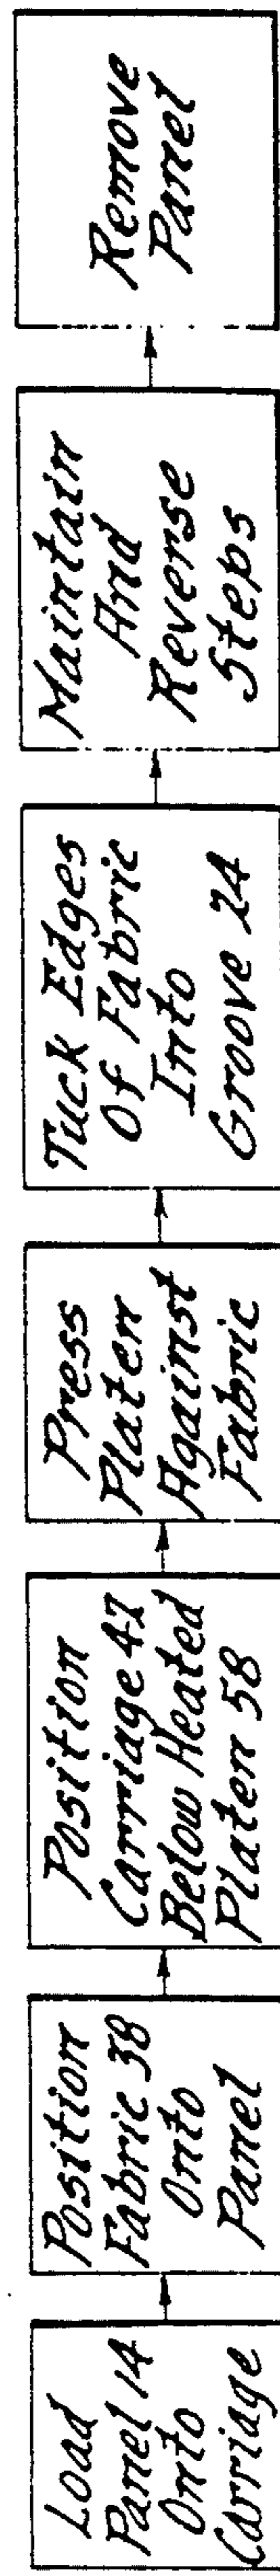 Load
Panel 14
Onto
Carriage
Position
Fabric 38
Onto
Panel
Position
Carriage 47
Below Heated
Platen 58
Press
Platen
Against
Fabric
Tuck Edges
Of Fabric
Into
Groove 24
Maintain
And
Reverse
Steps
Remove
Panel